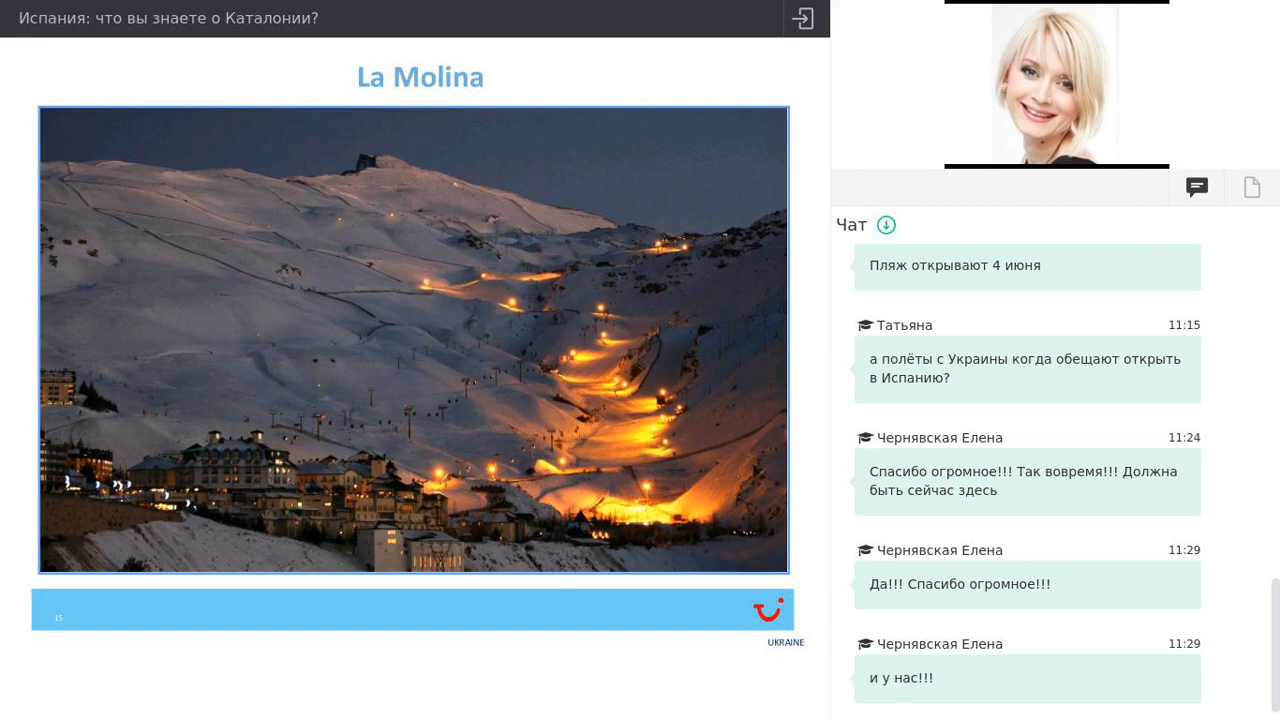 Испания: что вы знаете о Каталонии?
La Molina
15
UKRAINE
Чат
Пляж открывают 4 июня
Татьяна 11:15
а полёты с Украины когда обещают открыть
в Испанию?
Чернявская Елена 11:24
Спасибо огромное!!! Так вовремя!!! Должна
быть сейчас здесь
Чернявская Елена 11:29
Да!!! Спасибо огромное!!!
Чернявская Елена 11:29
и у нас!!!